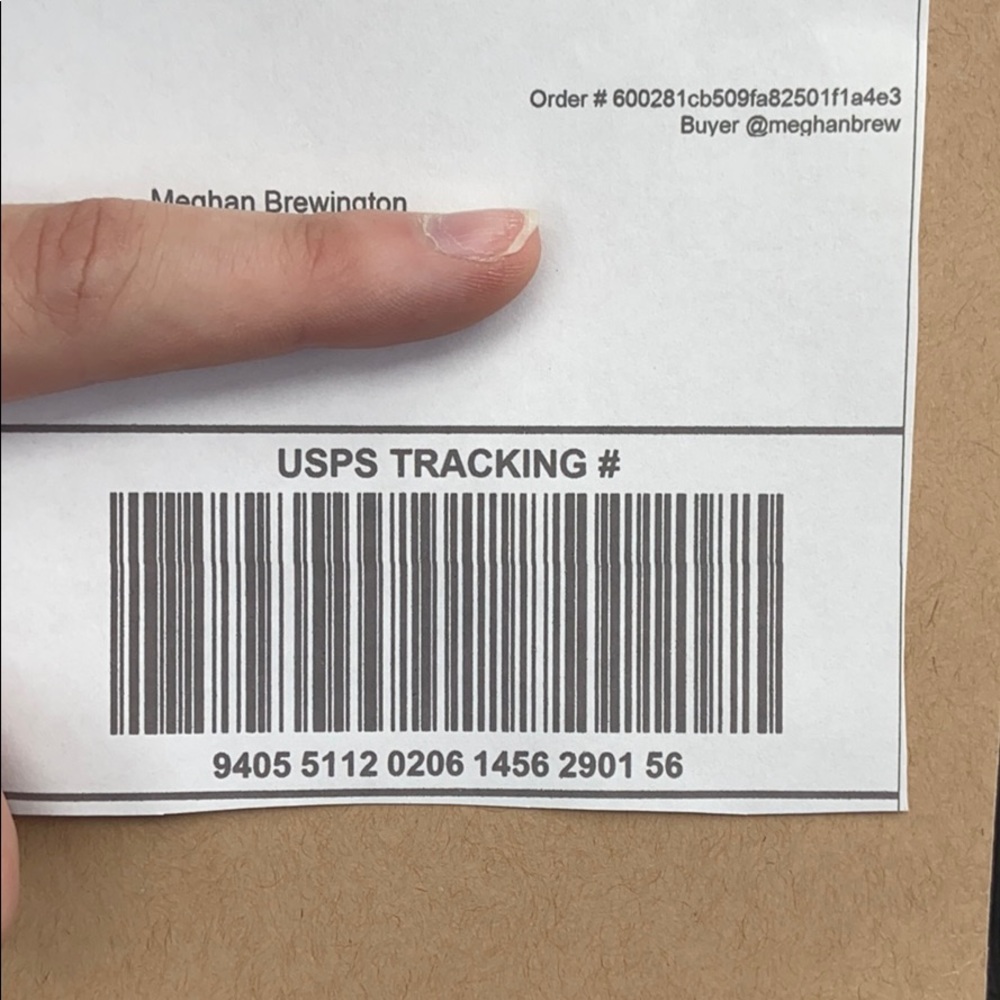 Order # 600281cb509fa82501f1a4e3
Buyer @meghanbrew
Meghan Brewington
USPS TRACKING #
9405 5112 0206 1456 2901 56